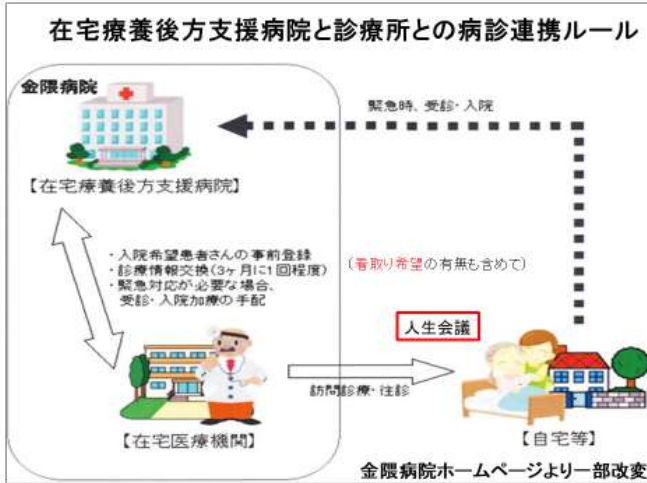 在宅療養後方支援病院と診療所との病診連携ルール
金隈病院
緊急時、受診・入院
【在宅療養後方支援病院】
・入院希望患者さんの事前登録
・診療情報交換(3ヶ月に1回程度)
(看取り希望の有無も含めて)
・緊急対応が必要な場合、
受診・入院加療の手配
人生会議
訪問診療・往診
【在宅医療機関】
【自宅等】
金隈病院ホームページより一部改変